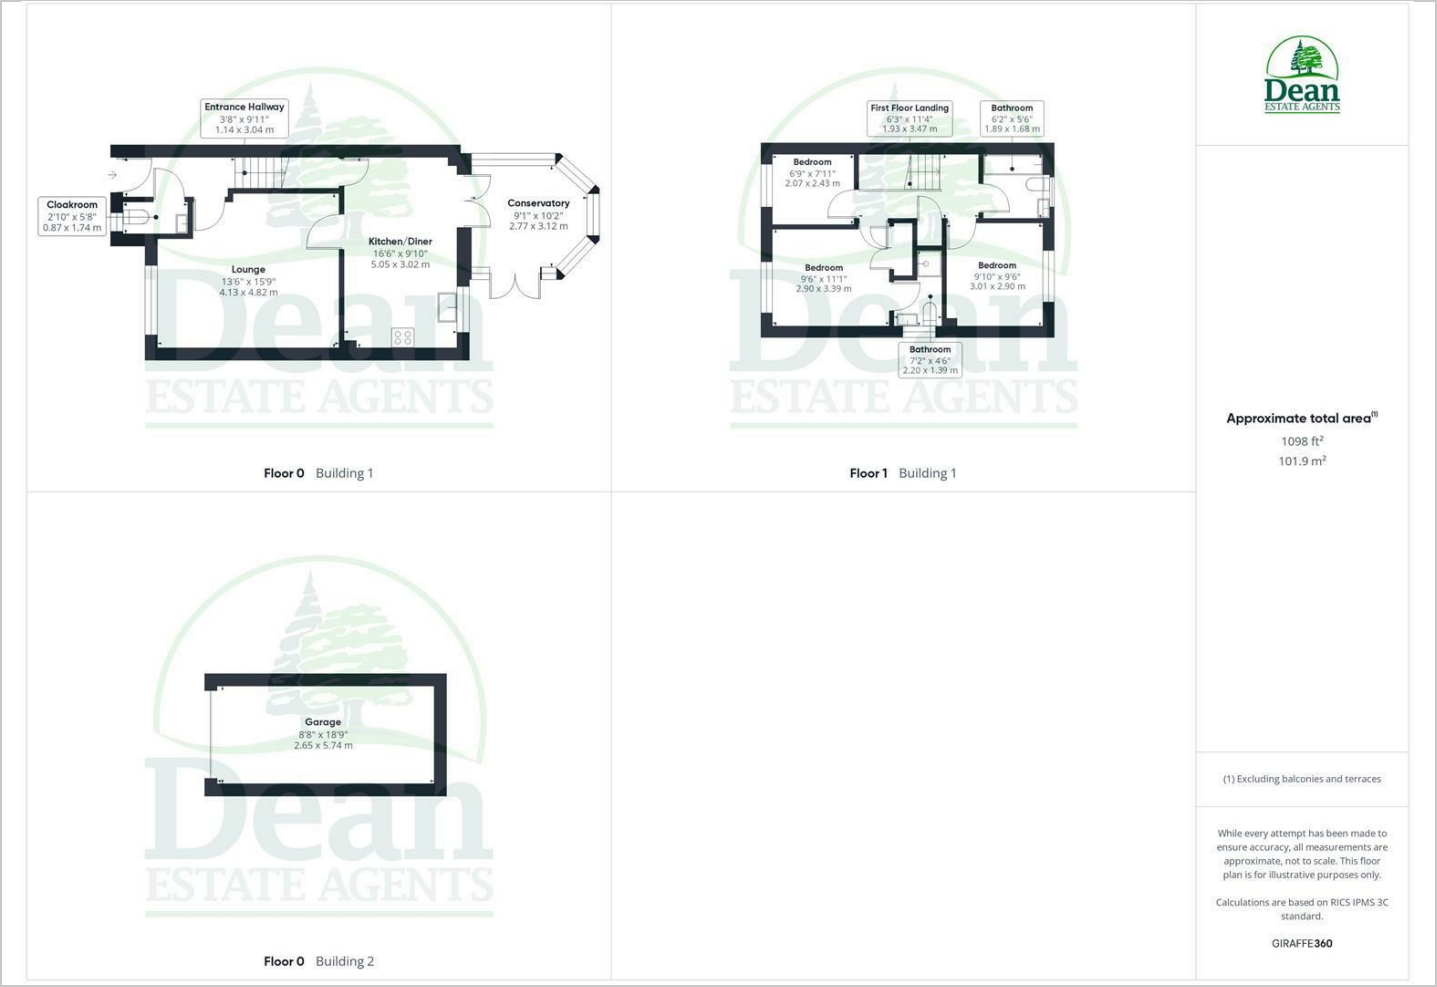 Entrance Hallway
3'8" x 9'11"
1.14 x 3.04 m
Cloakroom
2'10" x 5'8"
0.87 x 1.74 m
Lounge
13'6" x 15'9"
4.13 x 4.82 m
Kitchen/Diner
16'6" x 9'10"
5.05 x 3.02 m
Conservatory
9'1" x 10'2"
2.77 x 3.12 m
Dean
ESTATE AGENTS
Floor 0 Building 1
First Floor Landing
6'3" x 11'4"
1.93 x 3.47 m
Bathroom
6'2" x 5'6"
1.89 x 1.68 m
Bedroom
6'9" x 7'11"
2.07 x 2.43 m
Bedroom
9'6" x 11'1"
2.90 x 3.39 m
Bedroom
9'10" x 9'6"
3.01 x 2.90 m
Bathroom
7'2" x 4'6"
2.20 x 1.39 m
Dean
ESTATE AGENTS
Floor 1 Building 1
Garage
8'8" x 18'9"
2.65 x 5.74 m
Dean
ESTATE AGENTS
Floor 0 Building 2
Dean
ESTATE AGENTS
Approximate total area(1)
1098 ft²
101.9 m²
(1) Excluding balconies and terraces
While every attempt has been made to
ensure accuracy, all measurements are
approximate, not to scale. This floor
plan is for illustrative purposes only.
Calculations are based on RICS IPMS 3C
standard.
GIRAFFE360